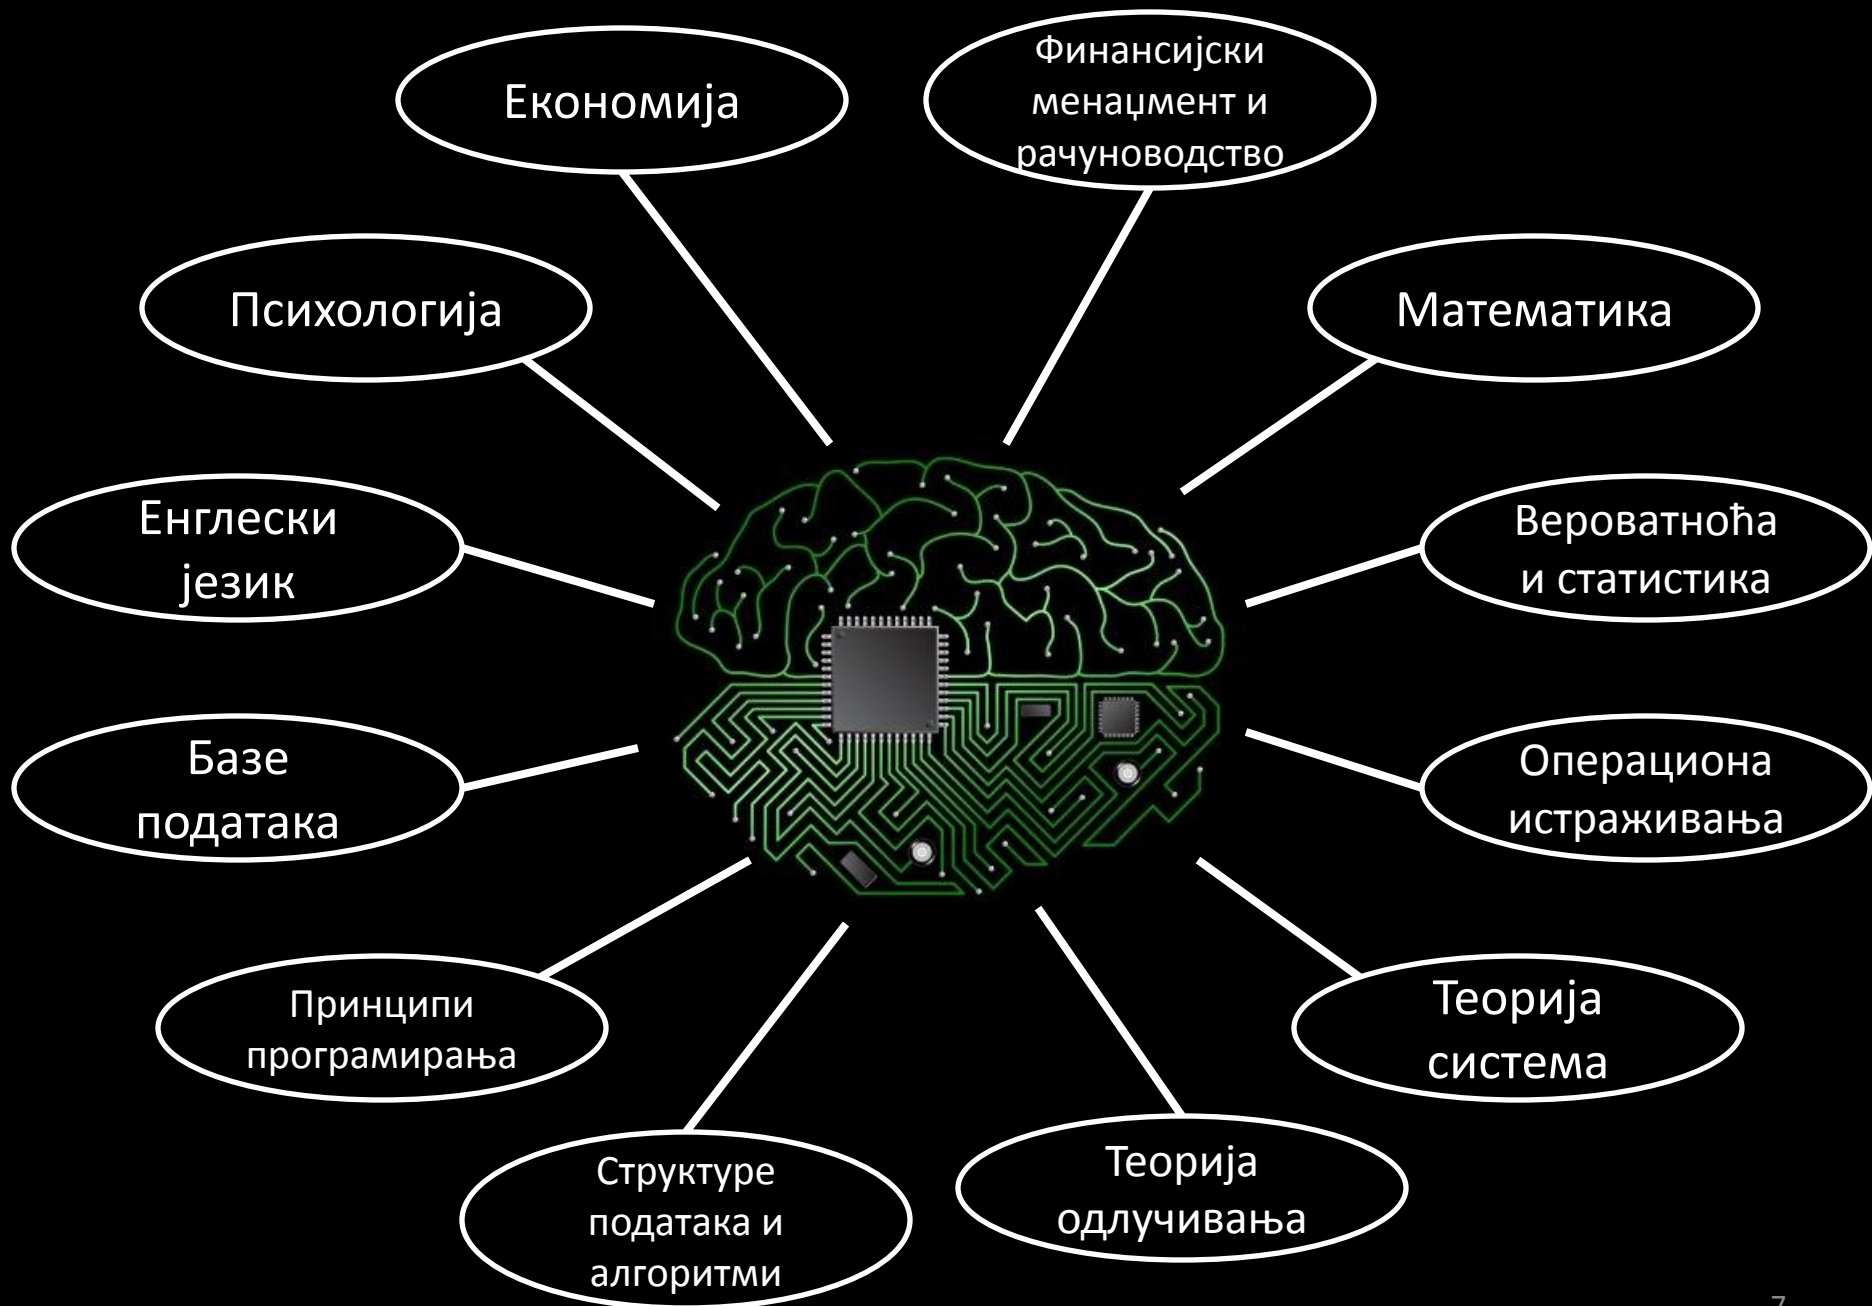 Економија
Финансијски
менаџмент и
рачуноводство
Психологија
Математика
Енглески
језик
Вероватноћа
и статистика
Базе
података
Операциона
истраживања
Принципи
програмирања
Теорија
система
Структуре
података и
алгоритми
Теорија
одлучивања
7